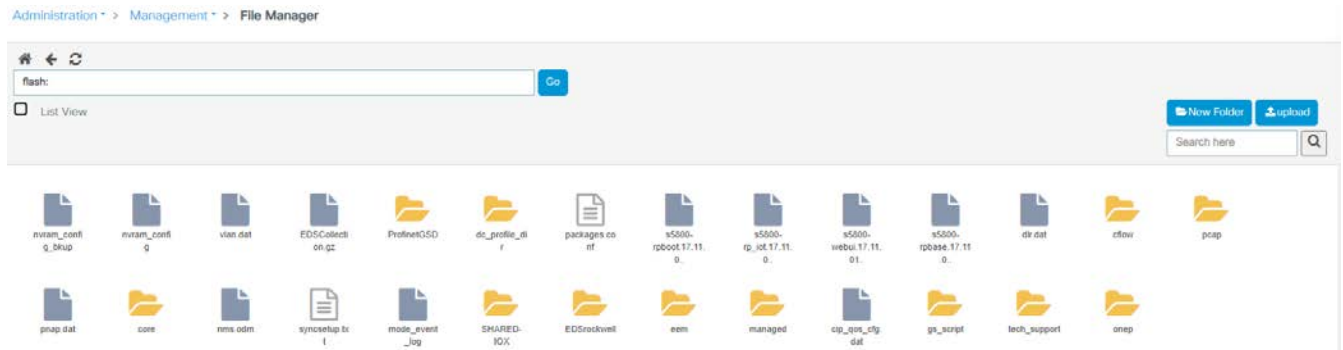 Administration > Management > File Manager
flash:
Go
List View
New Folder
upload
Search here
nvram_confi
g_bkup
nvram_confi
g
vlan.dat
EDSCollecti
on.gz
ProfinetGSD
dc_profile_di
r
packages.co
nf
s5800-
rpboot.17.11.
0..
s5800-
rp_iot.17.11.
0..
s5800-
webui.17.11.
01..
s5800-
rpbase.17.11
.0..
dlr.dat
cflow
pcap
pnap.dat
core
nms.odm
syncsetup.tx
t
mode_event
_log
SHARED-
IOX
EDSrockwell
eem
managed
cip_qos_cfg.
dat
gs_script
tech_support
onep